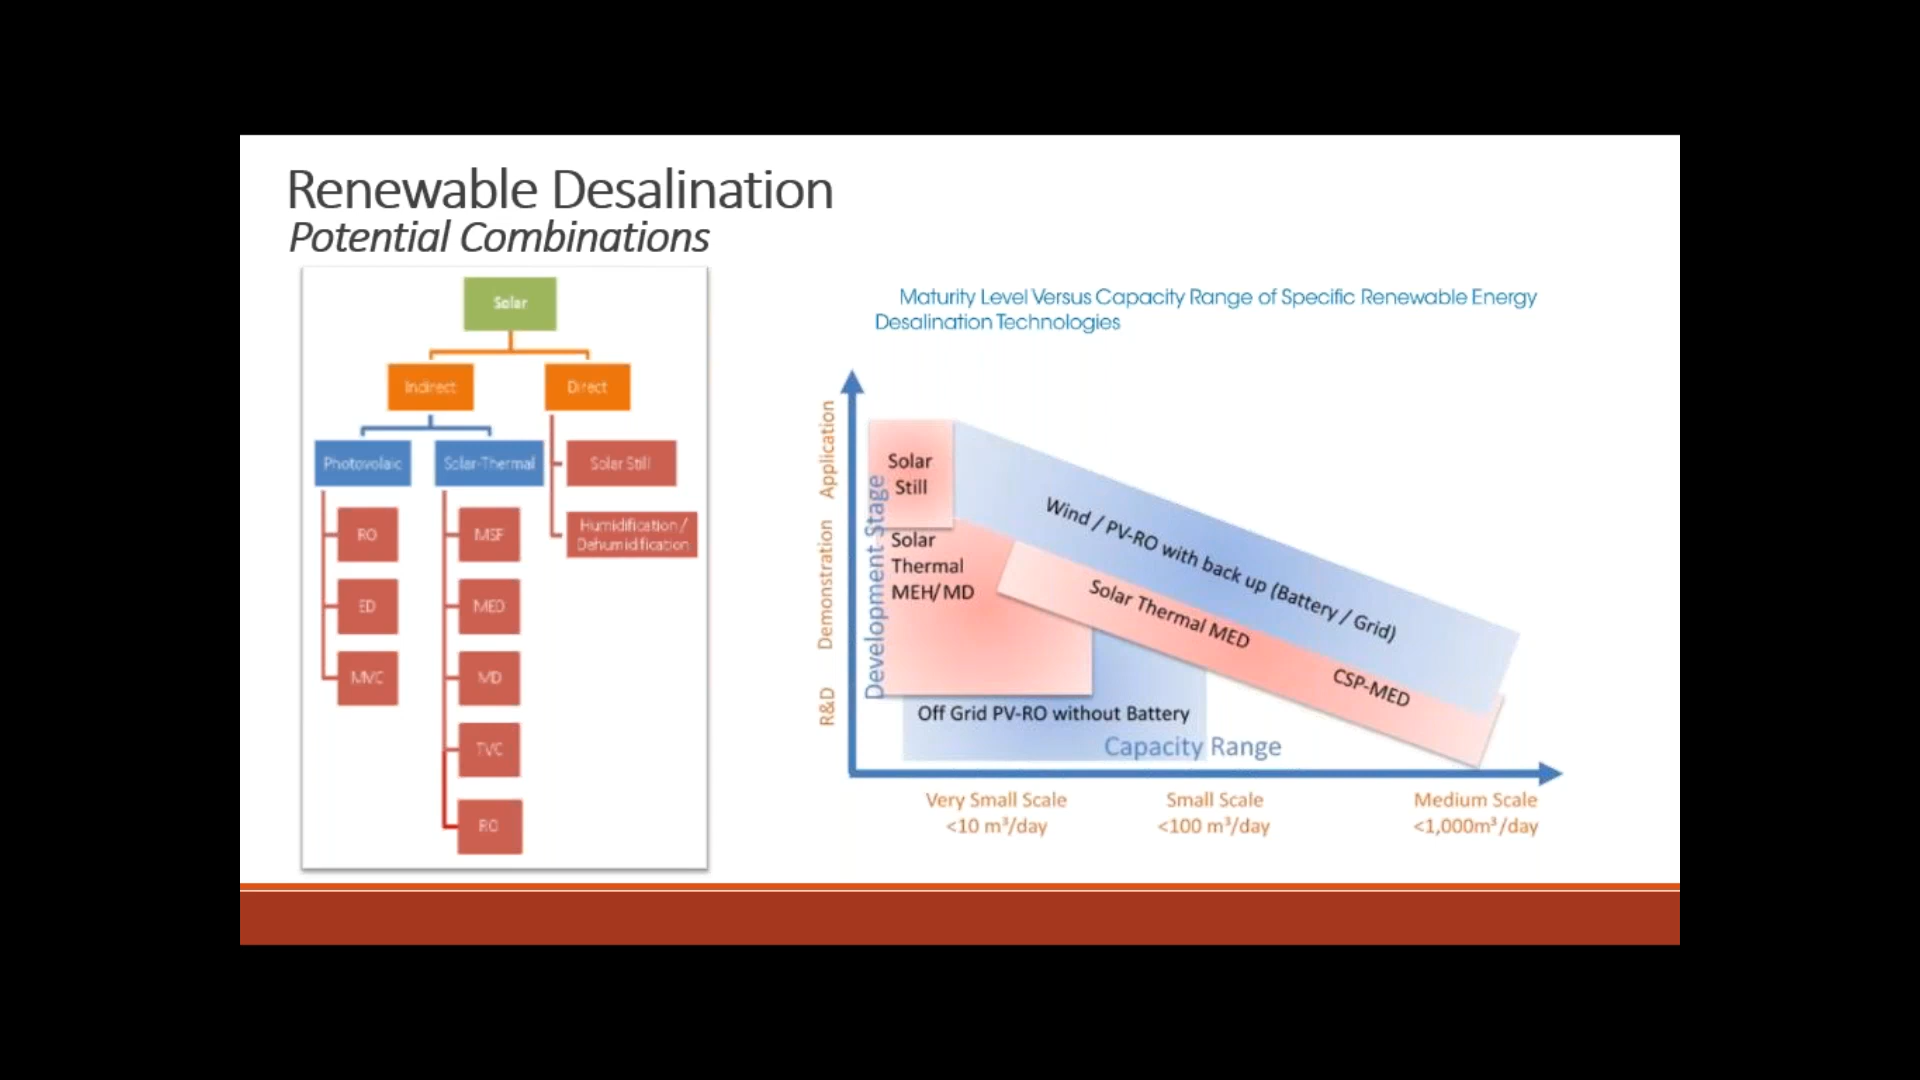 Renewable Desalination
Potential Combinations
Solar
Indirect
Direct
Photovolaic
Solar-Thermal
Solar Still
RO
MSF
Humidification /
Dehumidification
ED
MED
MVC
MD
TVC
RO
Maturity Level Versus Capacity Range of Specific Renewable Energy
Desalination Technologies
Application
Demonstration
R&D
Development Stage
Solar
Still
Solar
Thermal
MEH/MD
Wind / PV-RO with back up (Battery / Grid)
Solar Thermal MED
CSP-MED
Off Grid PV-RO without Battery
Capacity Range
Very Small Scale
<10 m³/day
Small Scale
<100 m³/day
Medium Scale
<1,000m³/day